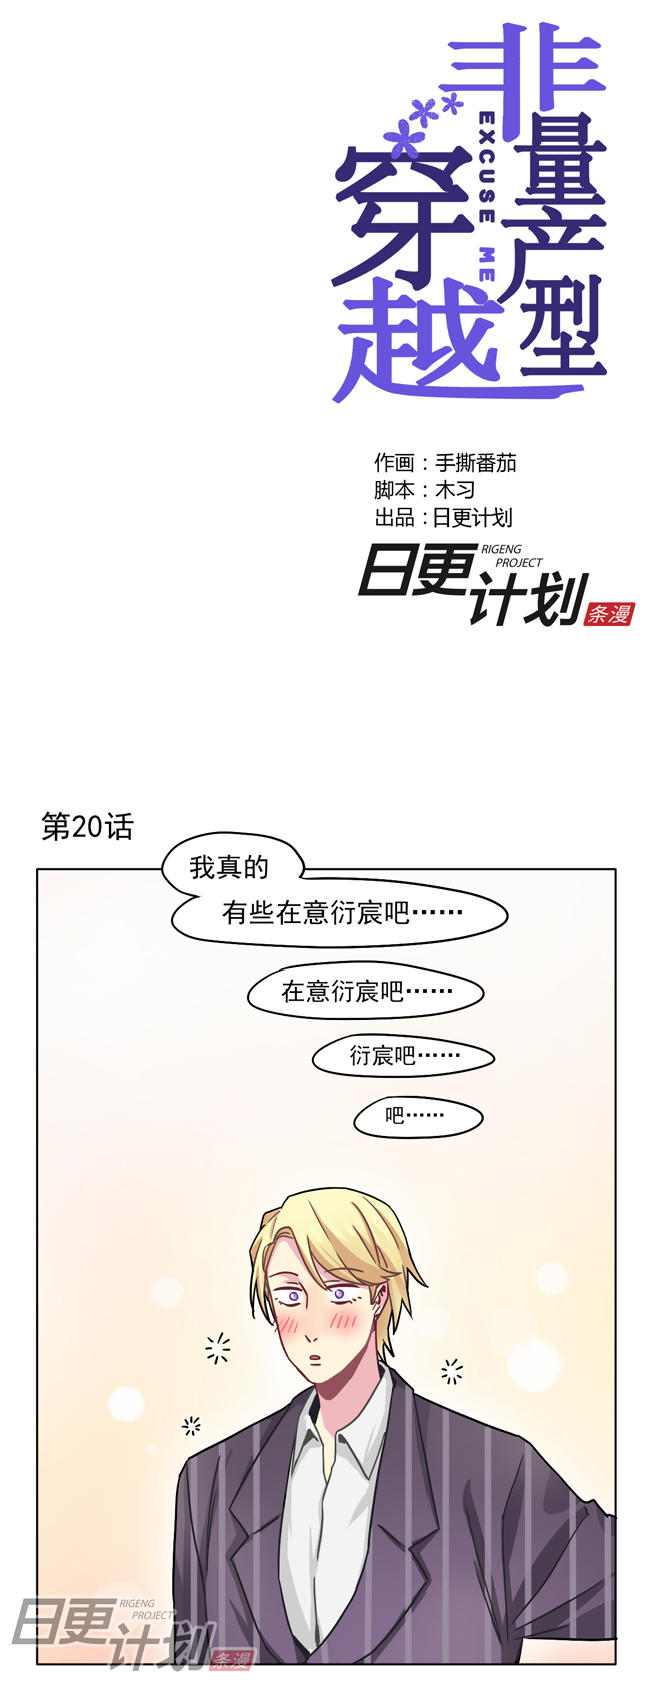 非量产型
穿越
EXCUSE ME
作画：手撕番茄
脚本：木习
出品：日更计划
日更计划
RIGENG
PROJECT
条漫
第20话
我真的
有些在意衍宸吧……
在意衍宸吧……
衍宸吧……
吧……
日更计划
RIGENG
PROJECT
条漫